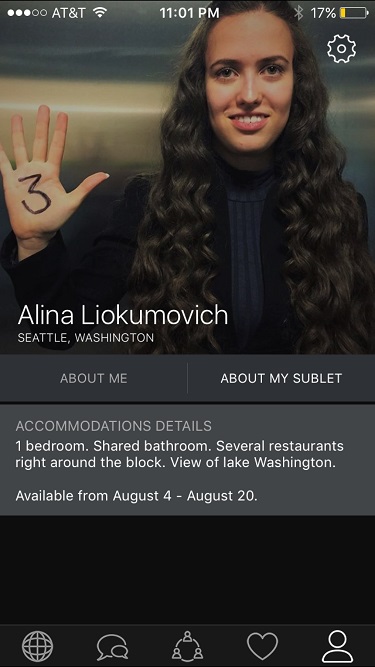 AT&T 11:01 PM 17%
3
Alina Liokumovich
SEATTLE, WASHINGTON
ABOUT ME ABOUT MY SUBLET
ACCOMMODATIONS DETAILS
1 bedroom. Shared bathroom. Several restaurants
right around the block. View of lake Washington.
Available from August 4 - August 20.